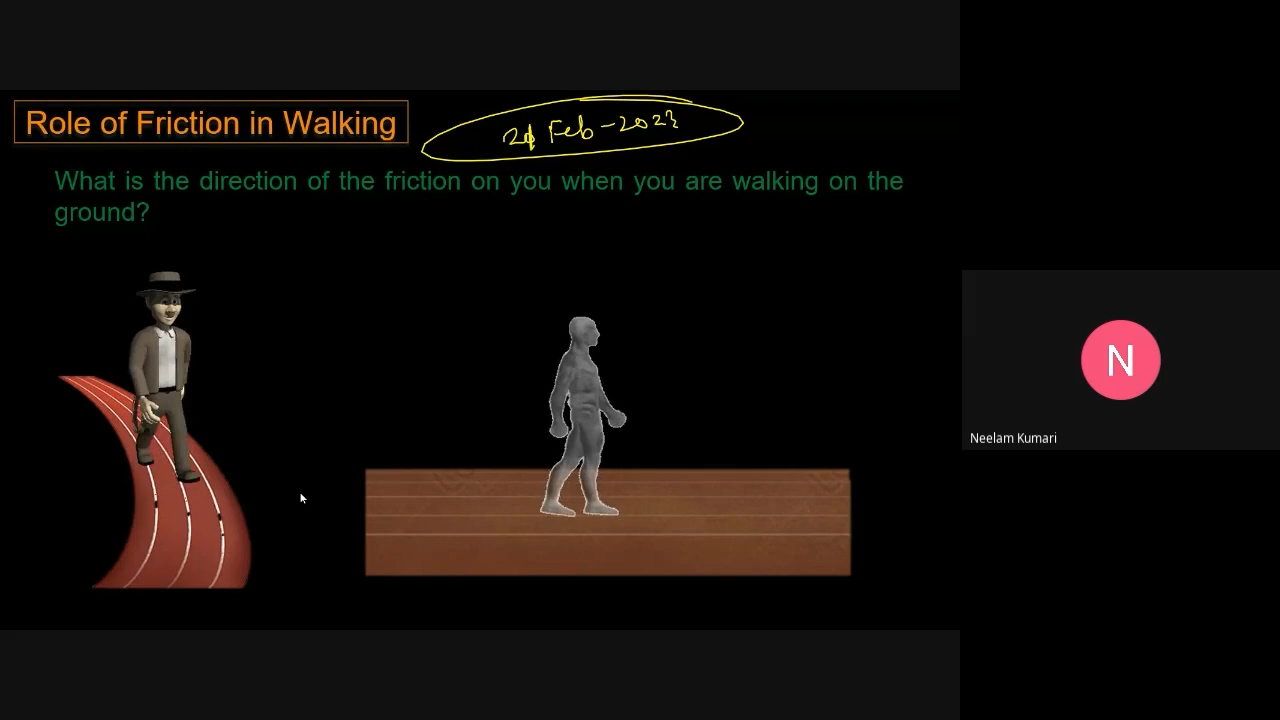 Role of Friction in Walking
Feb-2023
What is the direction of the friction on you when you are walking on the
ground?
N
Neelam Kumari